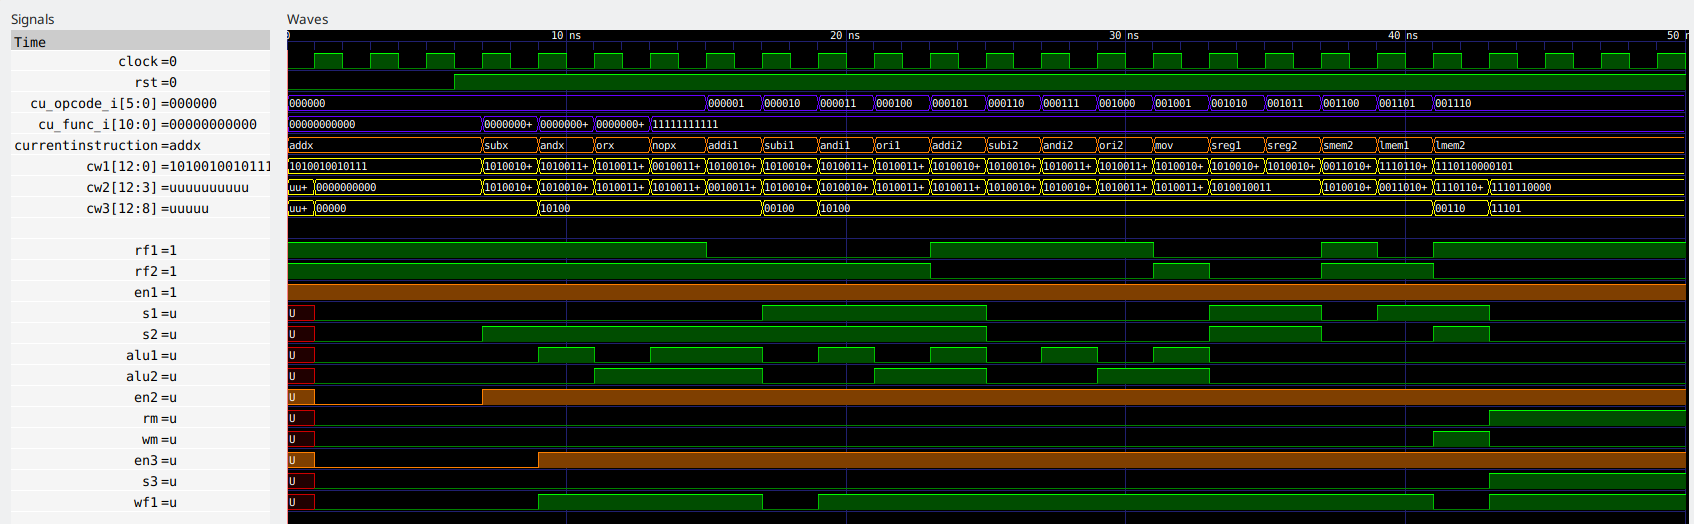 Signals Waves
Time 0 10 ns 20 ns 30 ns 40 ns 50 n
clock=0
rst=0
cu_opcode_i[5:0]=000000 000000 000001 000010 000011 000100 000101 000110 000111 001000 001001 001010 001011 001100 001101 001110
cu_func_i[10:0]=00000000000 00000000000 0000000+ 0000000+ 0000000+ 11111111111
currentinstruction=addx addx subx andx orx nopx addi1 subi1 andi1 ori1 addi2 subi2 andi2 ori2 mov sreg1 sreg2 smem2 lmem1 lmem2
cw1[12:0]=1010010010111 1010010010111 1010010+ 1010011+ 1010011+ 0010011+ 1010010+ 1010010+ 1010011+ 1010011+ 1010010+ 1010010+ 1010011+ 1010011+ 1010010+ 1010010+ 1010010+ 0011010+ 1110110+ 1110110000101
cw2[12:3]=uuuuuuuuuu uu+ 0000000000 1010010+ 1010010+ 1010011+ 1010011+ 0010011+ 1010010+ 1010010+ 1010011+ 1010011+ 1010010+ 1010010+ 1010011+ 1010011+ 1010010011 1010010+ 0011010+ 1110110+ 1110110000
cw3[12:8]=uuuuu uu+ 00000 10100 00100 10100 00110 11101
rf1=1
rf2=1
en1=1
s1=u U
s2=u U
alu1=u U
alu2=u U
en2=u U
rm=u U
wm=u U
en3=u U
s3=u U
wf1=u U